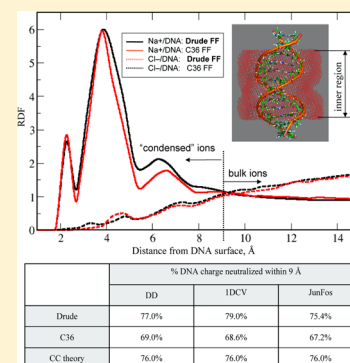 Na+/DNA: Drude FF
Na+/DNA: C36 FF
Cl–/DNA: Drude FF
Cl–/DNA: C36 FF
inner region
"condensed" ions
bulk ions
RDF
6
5
4
3
2
1
0
2 4 6 8 10 12 14
Distance from DNA surface, Å
% DNA charge neutralized within 9 Å
DD 1DCV JunFos
Drude 77.0% 79.0% 75.4%
C36 69.0% 68.6% 67.2%
CC theory 76.0% 76.0% 76.0%